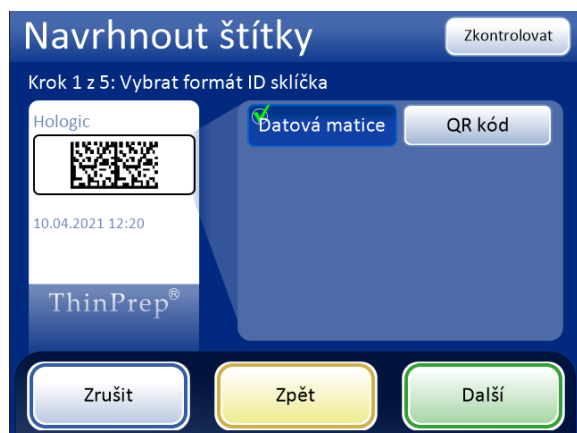 Navrhnout štítky
Zkontrolovat
Krok 1 z 5: Vybrat formát ID sklíčka
Hologic
Datová matice
QR kód
10.04.2021 12:20
ThinPrep®
Zrušit
Zpět
Další